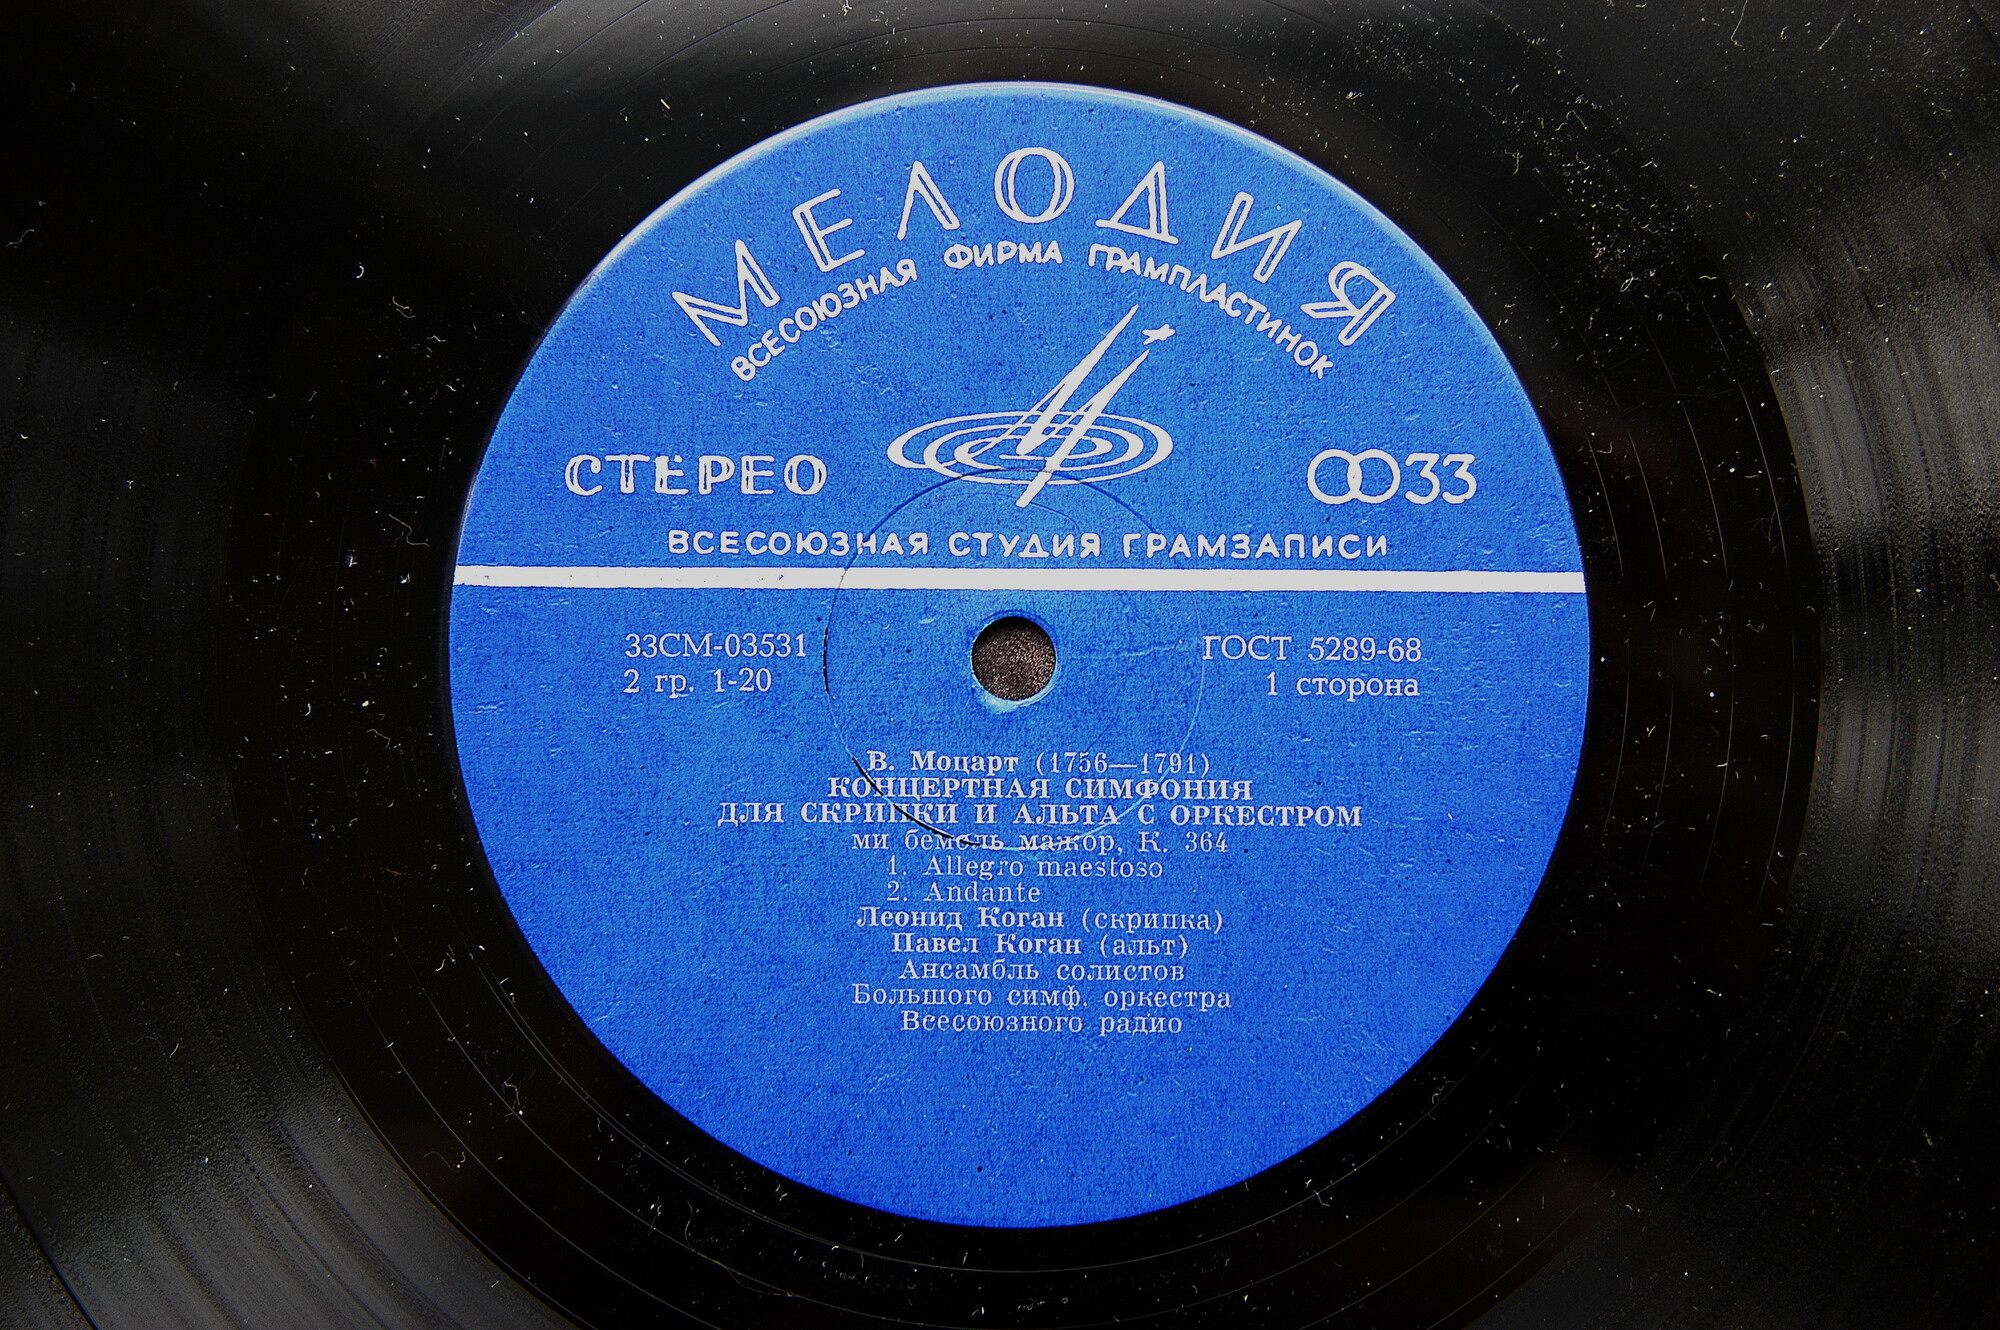 МЕЛОДИЯ
ВСЕСОЮЗНАЯ ФИРМА ГРАМПЛАСТИНОК
СТЕРЕО
33
ВСЕСОЮЗНАЯ СТУДИЯ ГРАМЗАПИСИ
33СМ-03531
ГОСТ 5289-68
2 гр. 1-20
1 сторона
В. Моцарт (1756—1791)
КОНЦЕРТНАЯ СИМФОНИЯ
ДЛЯ СКРИПКИ И АЛЬТА С ОРКЕСТРОМ
ми бемоль мажор, К. 364
1. Allegro maestoso
2. Andante
Леонид Коган (скрипка)
Павел Коган (альт)
Ансамбль солистов
Большого симф. оркестра
Всесоюзного радио